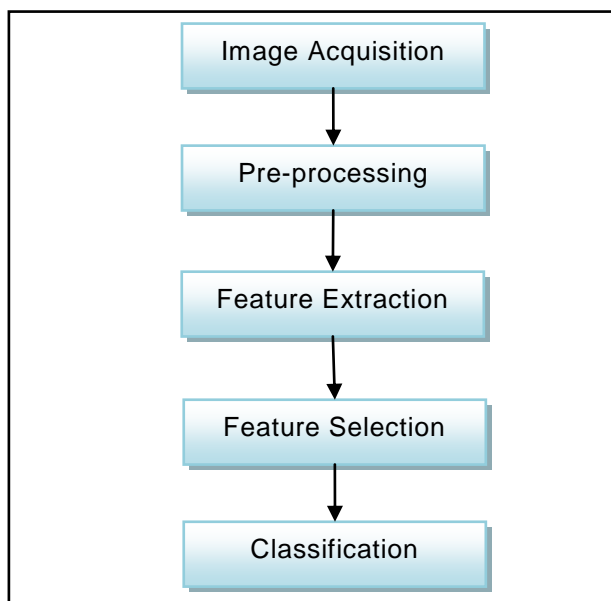 Image Acquisition
Pre-processing
Feature Extraction
Feature Selection
Classification